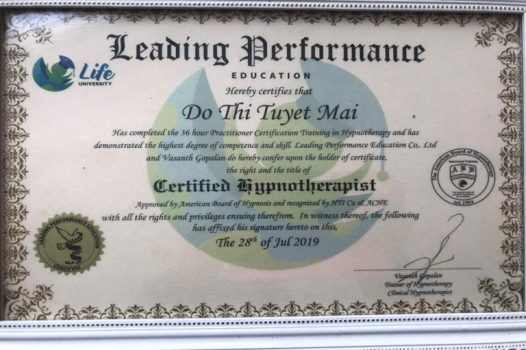 Life
UNIVERSITY
Leading Performance
EDUCATION
Hereby certifies that
Do Thi Tuyet Mai
Has completed the 36 hour Practitioner Certification Training in Hypnotherapy and has
demonstrated the highest degree of competence and skill. Leading Performance Education Co,. Ltd
and Vasanth Gopalan do hereby confer upon the holder of certificate,
the right and the title of
Certified Hypnotherapist
Approved by American Board of Hypnosis and recognized by HTI Ca & ACHE
with all the rights and privileges ensuing therefrom. In witness thereof, the following
has affixed his signature hereto on this,
The 28th of Jul 2019
Vasanth Gopalan
Trainer of Hypnotherapy
Clinical Hypnotherapist